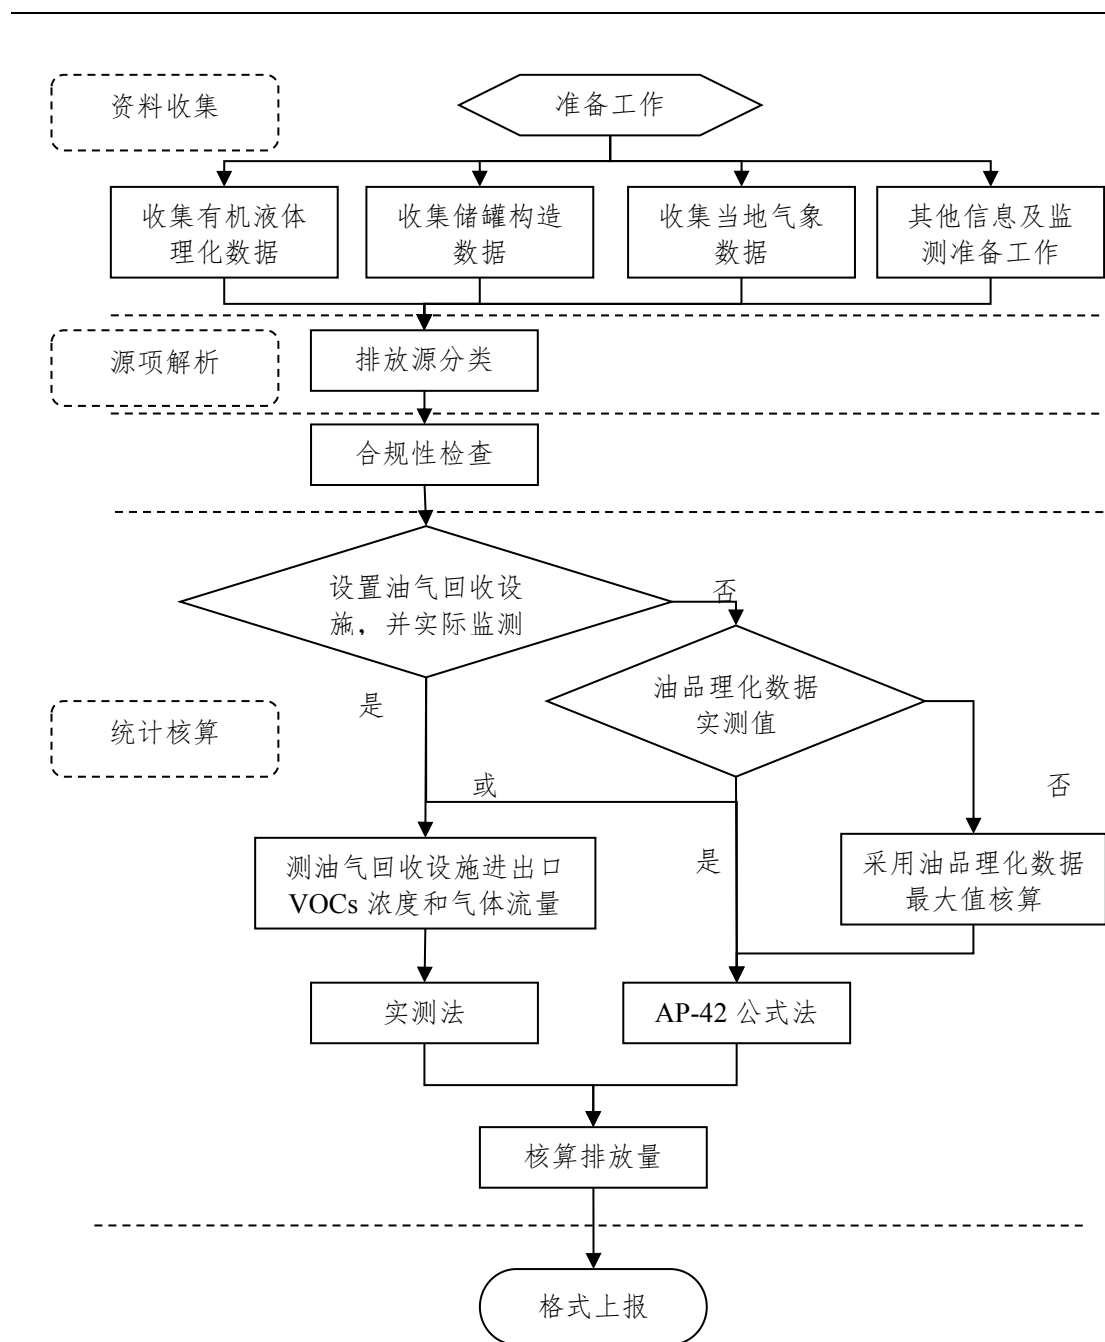 资料收集
准备工作
收集有机液体
理化数据
收集储罐构造
数据
收集当地气象
数据
其他信息及监
测准备工作
源项解析
排放源分类
合规性检查
设置油气回收设
施，并实际监测
否
是
油品理化数据
实测值
统计核算
或
否
测油气回收设施进出口
VOCs 浓度和气体流量
是
采用油品理化数据
最大值核算
实测法
AP-42 公式法
核算排放量
格式上报